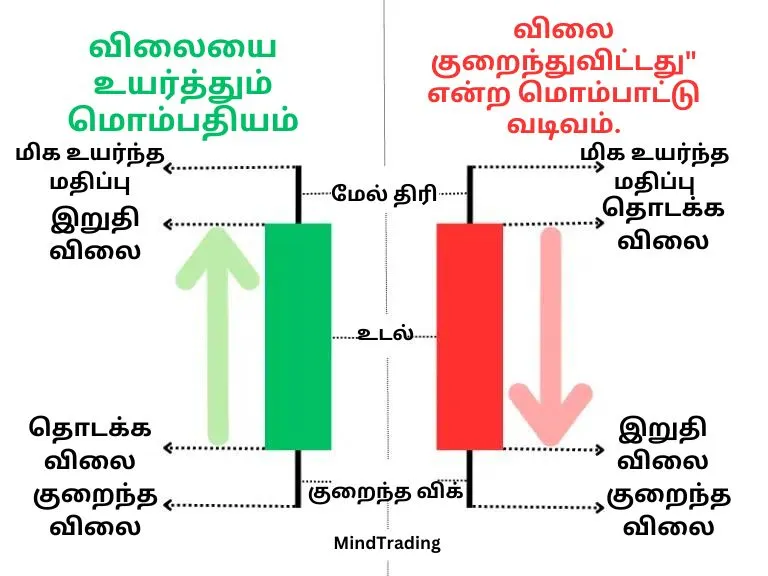 விலையை
உயர்த்தும்
மொம்பதியம்
விலை
குறைந்துவிட்டது"
என்ற மொம்பாட்டு
வடிவம்.
மிக உயர்ந்த
மதிப்பு
இறுதி
விலை
மேல் திரி
மிக உயர்ந்த
மதிப்பு
தொடக்க
விலை
உடல்
தொடக்க
விலை
குறைந்த
விலை
குறைந்த விக்
இறுதி
விலை
குறைந்த
விலை
MindTrading